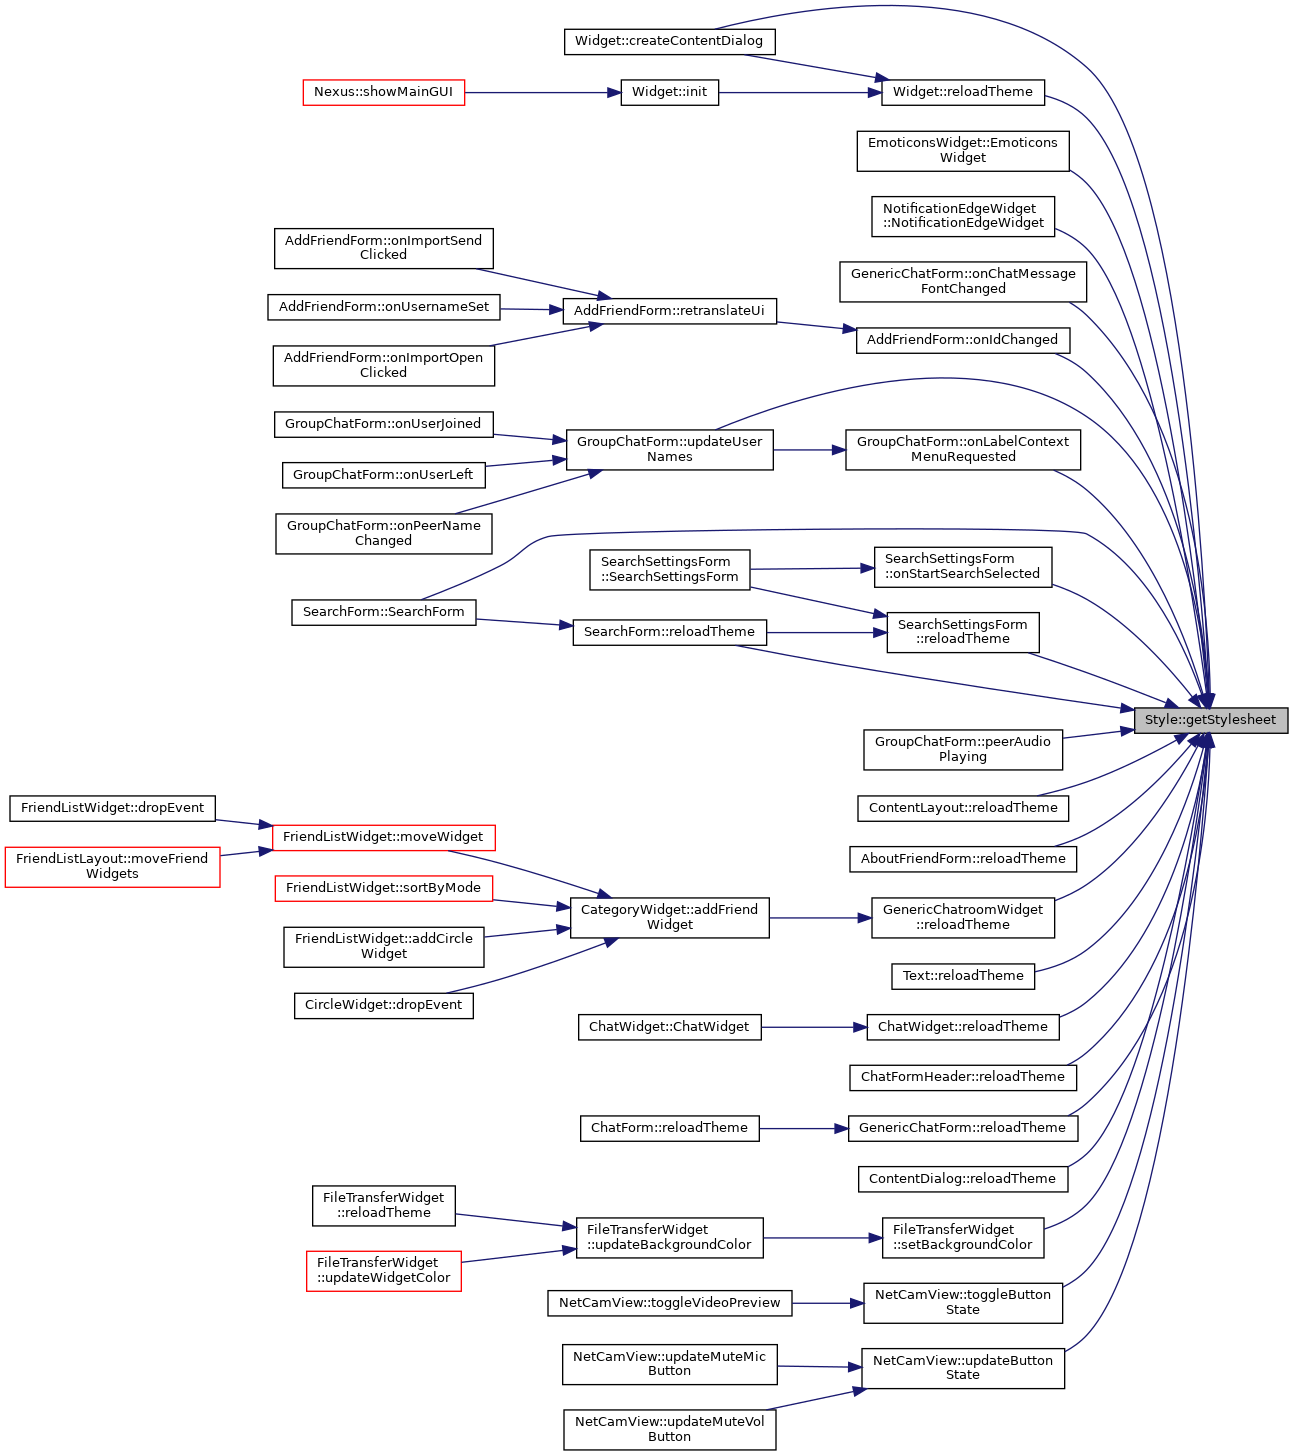 Widget::createContentDialog
Nexus::showMainGUI
Widget::init
Widget::reloadTheme
EmoticonsWidget::Emoticons
Widget
NotificationEdgeWidget
::NotificationEdgeWidget
AddFriendForm::onImportSend
Clicked
GenericChatForm::onChatMessage
FontChanged
AddFriendForm::onUsernameSet
AddFriendForm::retranslateUi
AddFriendForm::onIdChanged
AddFriendForm::onImportOpen
Clicked
GroupChatForm::onUserJoined
GroupChatForm::updateUser
Names
GroupChatForm::onLabelContext
MenuRequested
GroupChatForm::onUserLeft
GroupChatForm::onPeerName
Changed
SearchSettingsForm
::SearchSettingsForm
SearchSettingsForm
::onStartSearchSelected
SearchForm::SearchForm
SearchForm::reloadTheme
SearchSettingsForm
::reloadTheme
Style::getStylesheet
GroupChatForm::peerAudio
Playing
FriendListWidget::dropEvent
ContentLayout::reloadTheme
FriendListWidget::moveWidget
FriendListLayout::moveFriend
Widgets
AboutFriendForm::reloadTheme
FriendListWidget::sortByMode
CategoryWidget::addFriend
Widget
GenericChatroomWidget
::reloadTheme
FriendListWidget::addCircle
Widget
Text::reloadTheme
CircleWidget::dropEvent
ChatWidget::ChatWidget
ChatWidget::reloadTheme
ChatFormHeader::reloadTheme
ChatForm::reloadTheme
GenericChatForm::reloadTheme
ContentDialog::reloadTheme
FileTransferWidget
::reloadTheme
FileTransferWidget
::updateBackgroundColor
FileTransferWidget
::setBackgroundColor
FileTransferWidget
::updateWidgetColor
NetCamView::toggleVideoPreview
NetCamView::toggleButton
State
NetCamView::updateMuteMic
Button
NetCamView::updateButton
State
NetCamView::updateMuteVol
Button